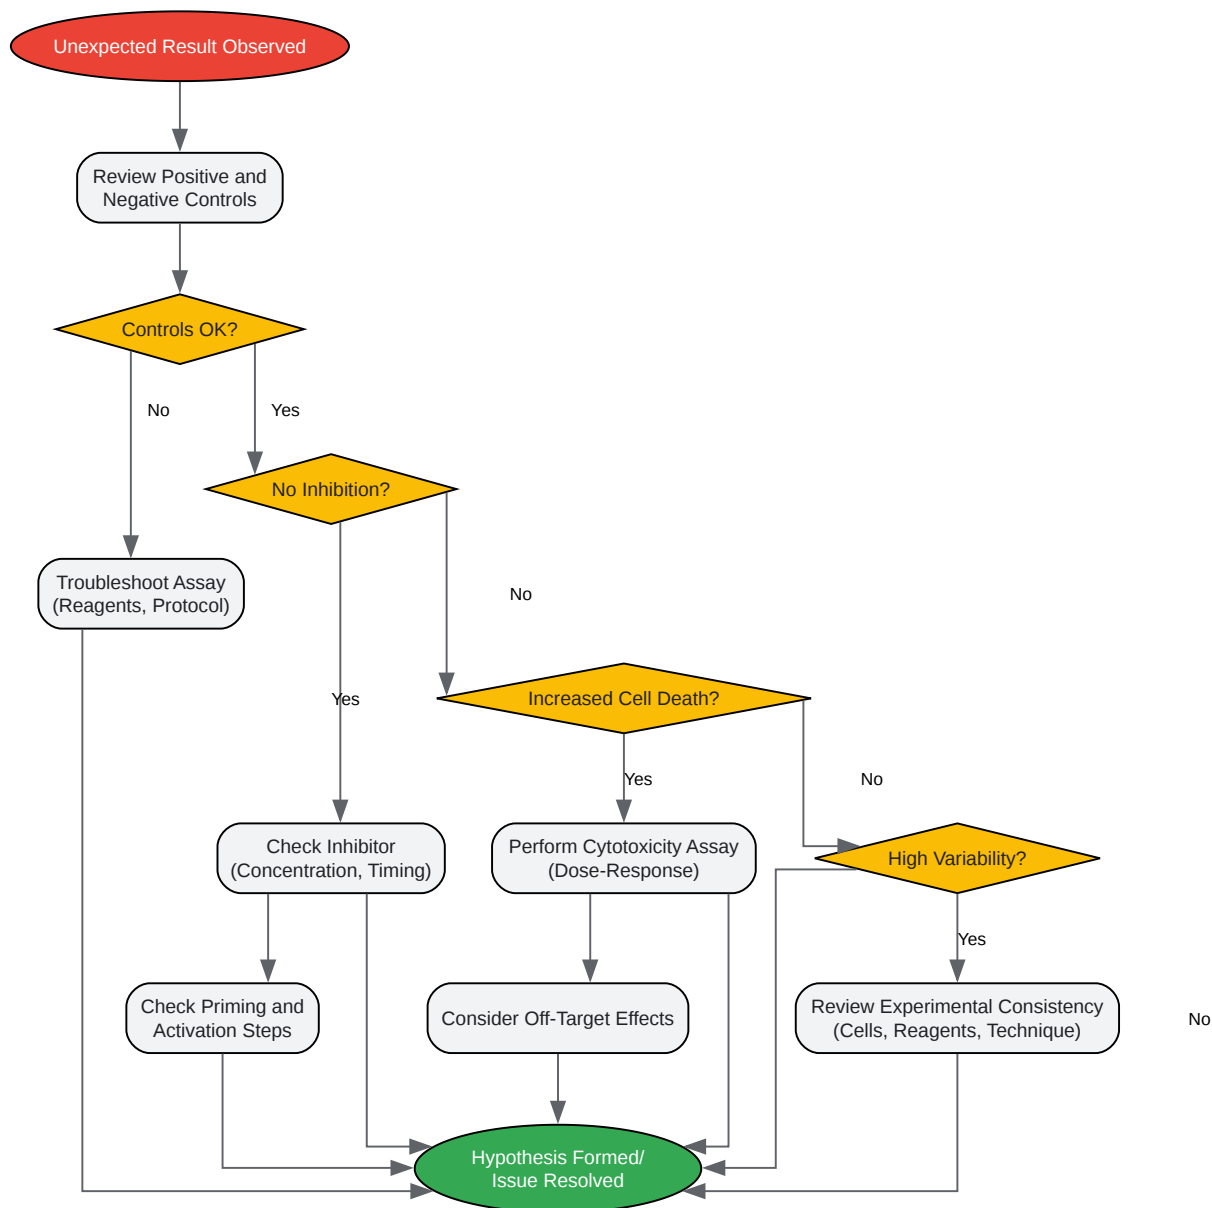 Unexpected Result Observed
Review Positive and
Negative Controls
Controls OK?
No
Yes
No Inhibition?
Troubleshoot Assay
(Reagents, Protocol)
No
Yes
Increased Cell Death?
Yes
No
Check Inhibitor
(Concentration, Timing)
Perform Cytotoxicity Assay
(Dose-Response)
High Variability?
Yes
Check Priming and
Activation Steps
Consider Off-Target Effects
Review Experimental Consistency
(Cells, Reagents, Technique)
No
Hypothesis Formed/
Issue Resolved